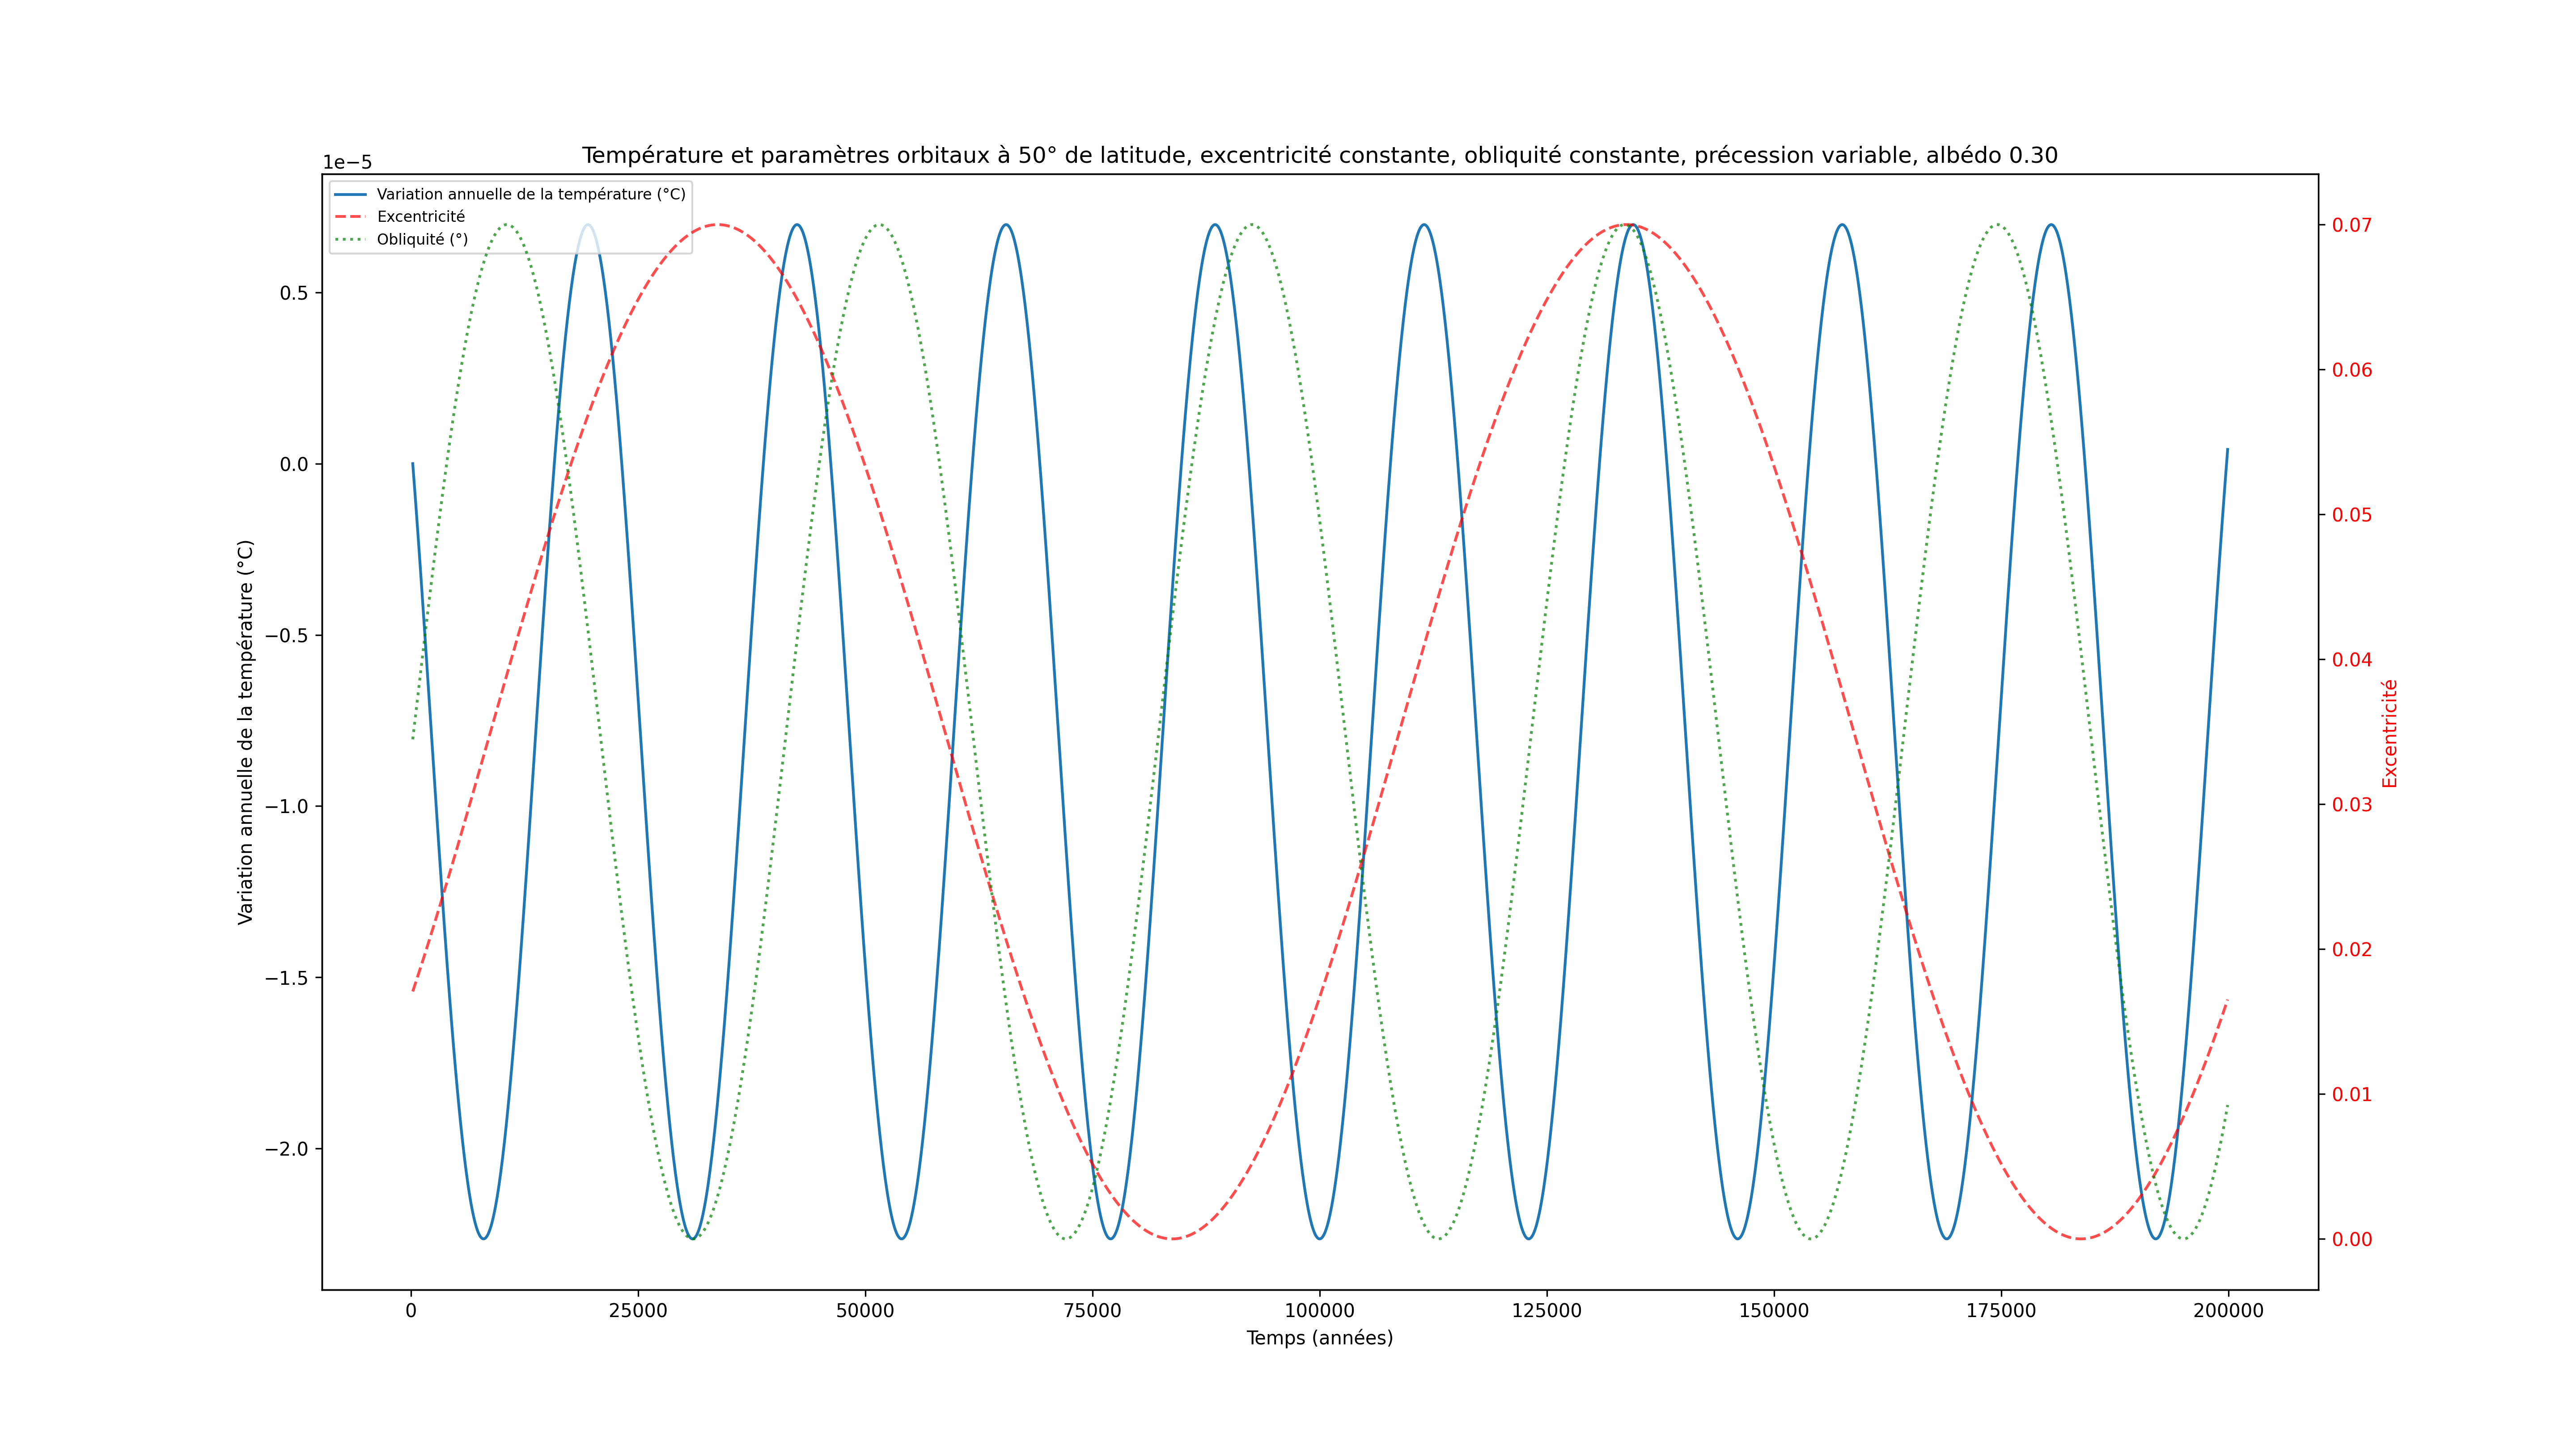 Température et paramètres orbitaux à 50° de latitude, excentricité constante, obliquité constante, précession variable, albédo 0.30
1e−5
Variation annuelle de la température (°C)
Excentricité
Obliquité (°)
0.5
0.0
−0.5
−1.0
−1.5
−2.0
Variation annuelle de la température (°C)
0.07
0.06
0.05
0.04
0.03
0.02
0.01
0.00
Excentricité
0 25000 50000 75000 100000 125000 150000 175000 200000
Temps (années)